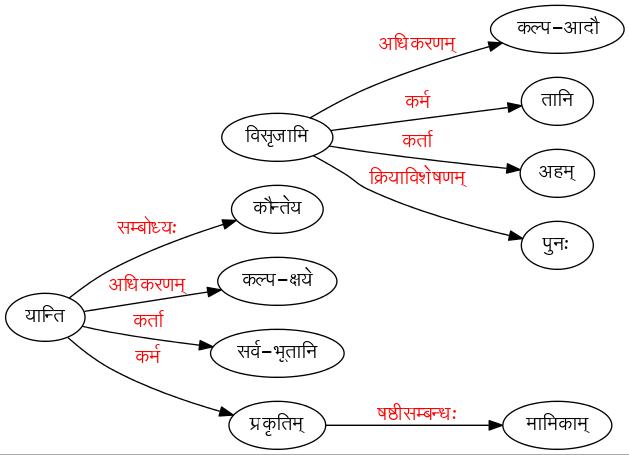 कल्प-आदौ
अधिकरणम्
कर्म
तानि
विसृजामि
कर्ता
अहम्
क्रियाविशेषणम्
कौन्तेय
सम्बोध्यः
पुनः
अधिकरणम्
कल्प-क्षये
यान्ति
कर्ता
सर्व-भूतानि
कर्म
प्रकृतिम्
षष्ठीसम्बन्धः
मामिकाम्